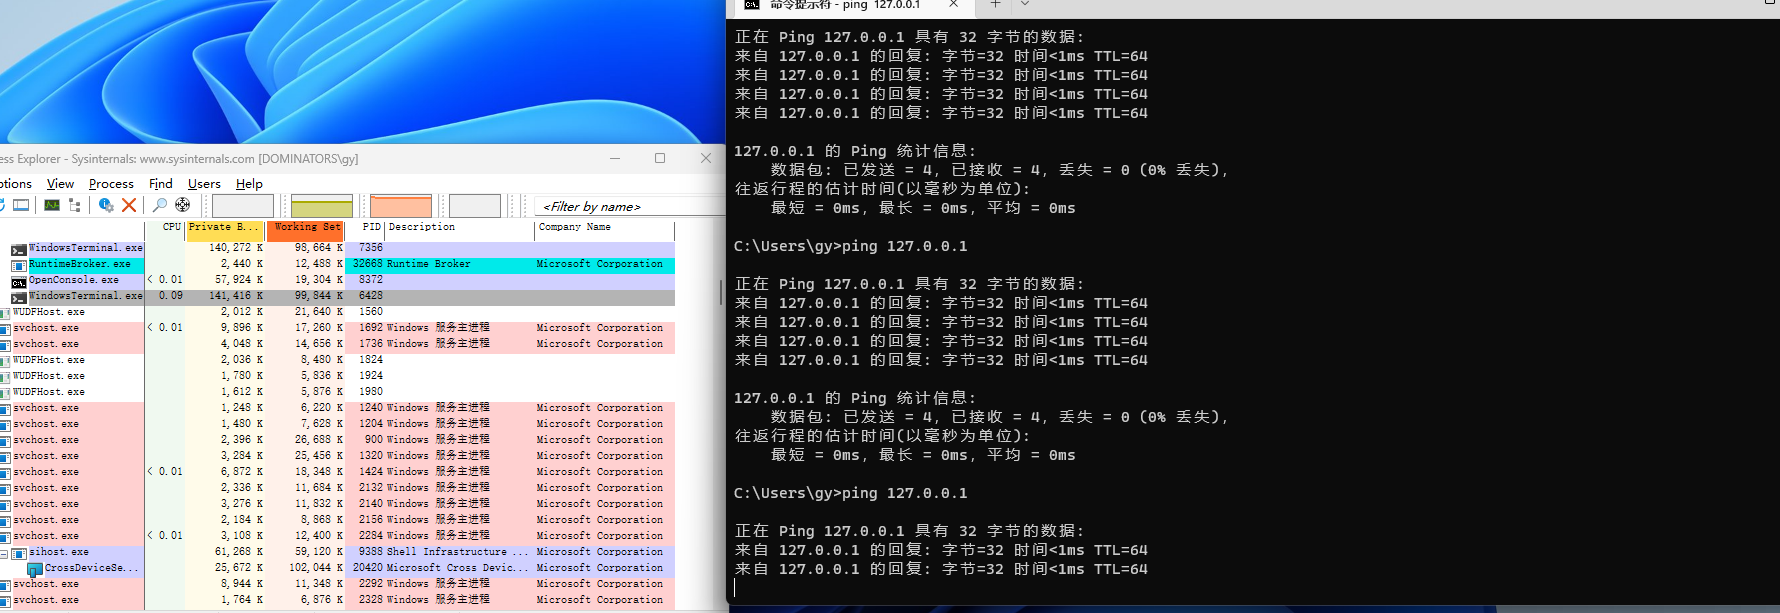 ess Explorer - Sysinternals: www.sysinternals.com [DOMINATORS\gy]
ptions View Process Find Users Help
<Filter by name>
CPU Private B... Working Set PID Description Company Name
WindowsTerminal.exe 140,272 K 98,664 K 7356
RuntimeBroker.exe 2,440 K 12,488 K 32668 Runtime Broker Microsoft Corporation
OpenConsole.exe < 0.01 57,924 K 19,304 K 8372
WindowsTerminal.exe 0.09 141,416 K 99,844 K 6428
WUDFHost.exe 2,012 K 21,640 K 1560
svchost.exe < 0.01 9,896 K 17,260 K 1692 Windows 服务主进程 Microsoft Corporation
svchost.exe 4,048 K 14,656 K 1736 Windows 服务主进程 Microsoft Corporation
WUDFHost.exe 2,036 K 8,480 K 1824
WUDFHost.exe 1,780 K 5,836 K 1924
WUDFHost.exe 1,612 K 5,876 K 1980
svchost.exe 1,248 K 6,220 K 1240 Windows 服务主进程 Microsoft Corporation
svchost.exe 1,480 K 7,628 K 1204 Windows 服务主进程 Microsoft Corporation
svchost.exe 2,396 K 26,688 K 900 Windows 服务主进程 Microsoft Corporation
svchost.exe 3,284 K 25,456 K 1320 Windows 服务主进程 Microsoft Corporation
svchost.exe < 0.01 6,872 K 18,348 K 1424 Windows 服务主进程 Microsoft Corporation
svchost.exe 2,336 K 11,684 K 2132 Windows 服务主进程 Microsoft Corporation
svchost.exe 3,276 K 11,832 K 2140 Windows 服务主进程 Microsoft Corporation
svchost.exe 2,184 K 8,868 K 2156 Windows 服务主进程 Microsoft Corporation
svchost.exe < 0.01 3,108 K 12,400 K 2284 Windows 服务主进程 Microsoft Corporation
sihost.exe 61,268 K 59,120 K 9388 Shell Infrastructure ... Microsoft Corporation
CrossDeviceSe... 25,672 K 102,044 K 20420 Microsoft Cross Devic... Microsoft Corporation
svchost.exe 8,944 K 11,348 K 2292 Windows 服务主进程 Microsoft Corporation
svchost.exe 1,764 K 6,876 K 2328 Windows 服务主进程 Microsoft Corporation
命令提示符 - ping 127.0.0.1
正在 Ping 127.0.0.1 具有 32 字节的数据:
来自 127.0.0.1 的回复: 字节=32 时间<1ms TTL=64
来自 127.0.0.1 的回复: 字节=32 时间<1ms TTL=64
来自 127.0.0.1 的回复: 字节=32 时间<1ms TTL=64
来自 127.0.0.1 的回复: 字节=32 时间<1ms TTL=64
127.0.0.1 的 Ping 统计信息:
数据包: 已发送 = 4, 已接收 = 4, 丢失 = 0 (0% 丢失),
往返行程的估计时间(以毫秒为单位):
最短 = 0ms, 最长 = 0ms, 平均 = 0ms
C:\Users\gy>ping 127.0.0.1
正在 Ping 127.0.0.1 具有 32 字节的数据:
来自 127.0.0.1 的回复: 字节=32 时间<1ms TTL=64
来自 127.0.0.1 的回复: 字节=32 时间<1ms TTL=64
来自 127.0.0.1 的回复: 字节=32 时间<1ms TTL=64
来自 127.0.0.1 的回复: 字节=32 时间<1ms TTL=64
127.0.0.1 的 Ping 统计信息:
数据包: 已发送 = 4, 已接收 = 4, 丢失 = 0 (0% 丢失),
往返行程的估计时间(以毫秒为单位):
最短 = 0ms, 最长 = 0ms, 平均 = 0ms
C:\Users\gy>ping 127.0.0.1
正在 Ping 127.0.0.1 具有 32 字节的数据:
来自 127.0.0.1 的回复: 字节=32 时间<1ms TTL=64
来自 127.0.0.1 的回复: 字节=32 时间<1ms TTL=64